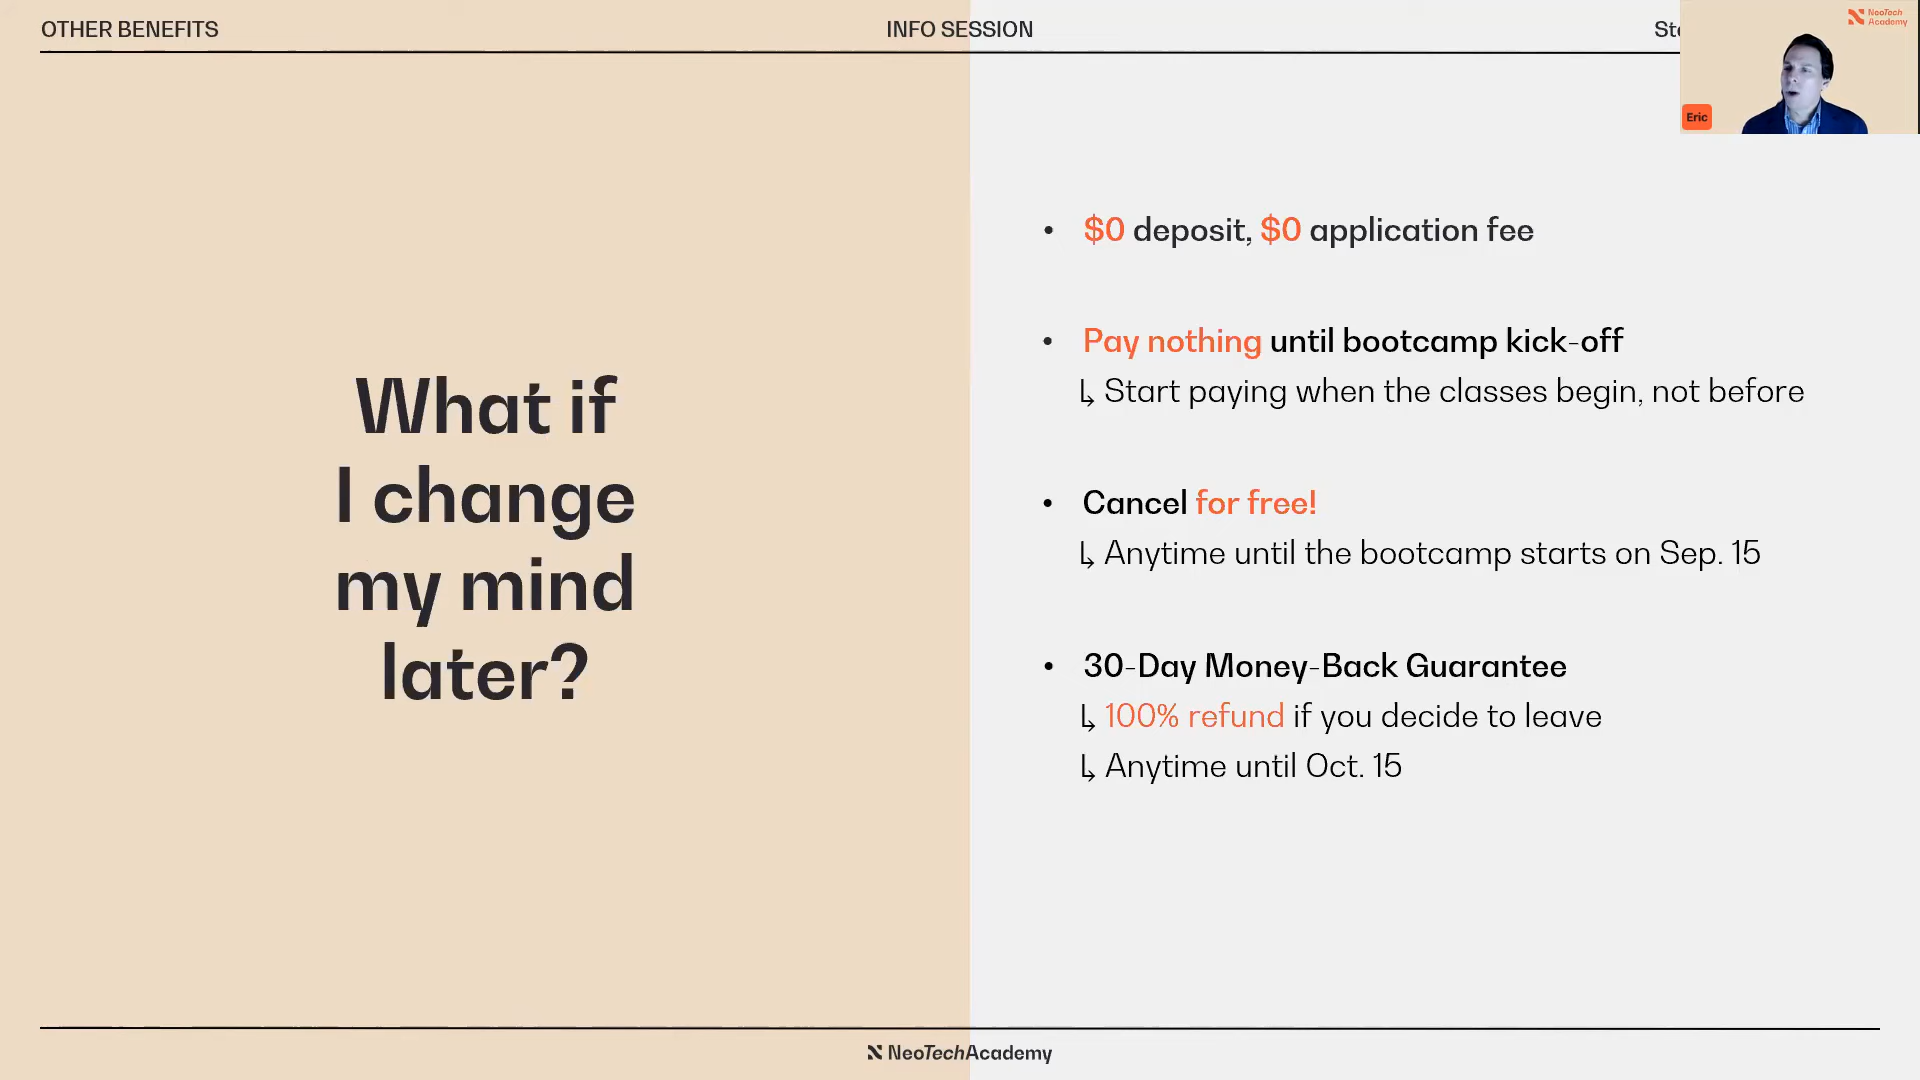 OTHER BENEFITS
INFO SESSION
NeoTech
Academy
Eric
What if
I change
my mind
later?
• $0 deposit, $0 application fee
• Pay nothing until bootcamp kick-off
↳ Start paying when the classes begin, not before
• Cancel for free!
↳ Anytime until the bootcamp starts on Sep. 15
• 30-Day Money-Back Guarantee
↳ 100% refund if you decide to leave
↳ Anytime until Oct. 15
NeoTechAcademy